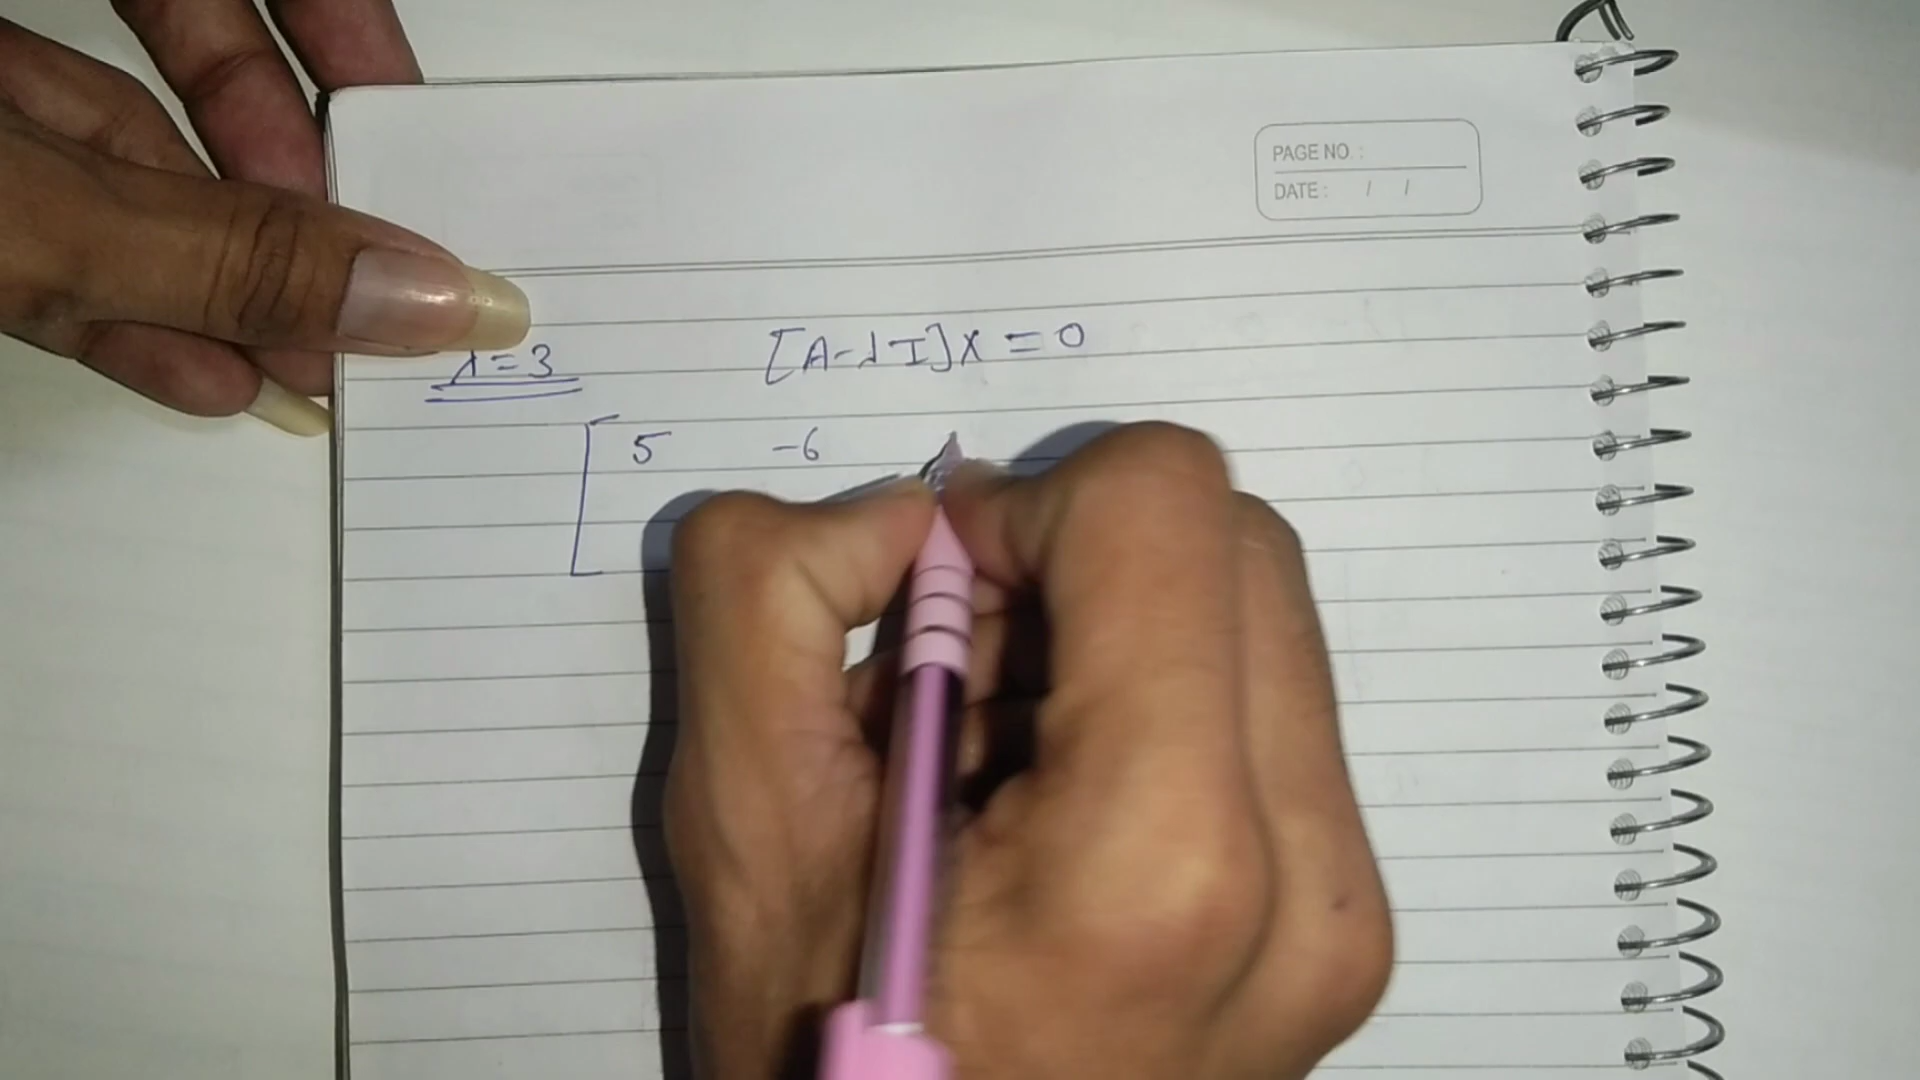 PAGE NO. :
DATE : / /
λ=3 [A-λI]X = 0
5 -6